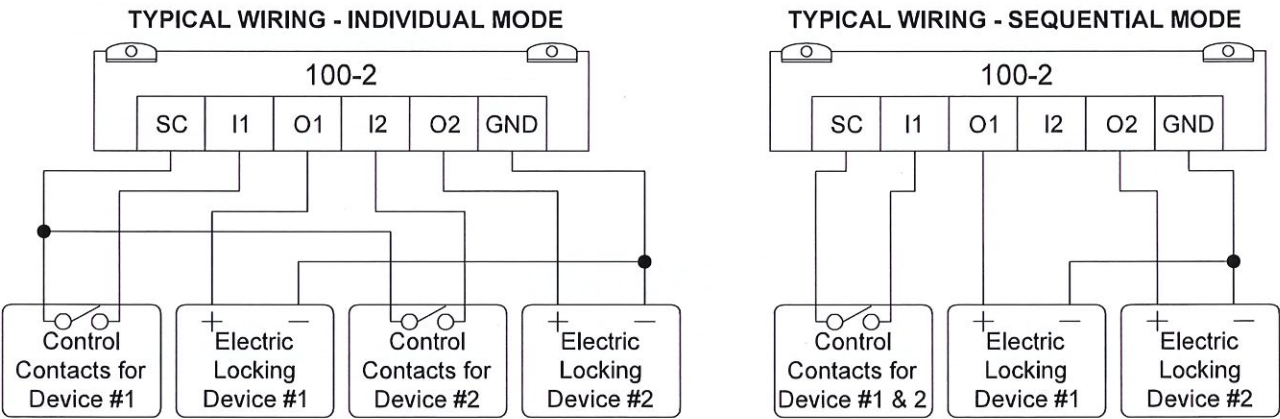 TYPICAL WIRING - INDIVIDUAL MODE
100-2
SC I1 O1 I2 O2 GND
+ −
+ −
Control
Contacts for
Device #1
Electric
Locking
Device #1
Control
Contacts for
Device #2
Electric
Locking
Device #2
TYPICAL WIRING - SEQUENTIAL MODE
100-2
SC I1 O1 I2 O2 GND
+ −
+ −
Control
Contacts for
Device #1 & 2
Electric
Locking
Device #1
Electric
Locking
Device #2